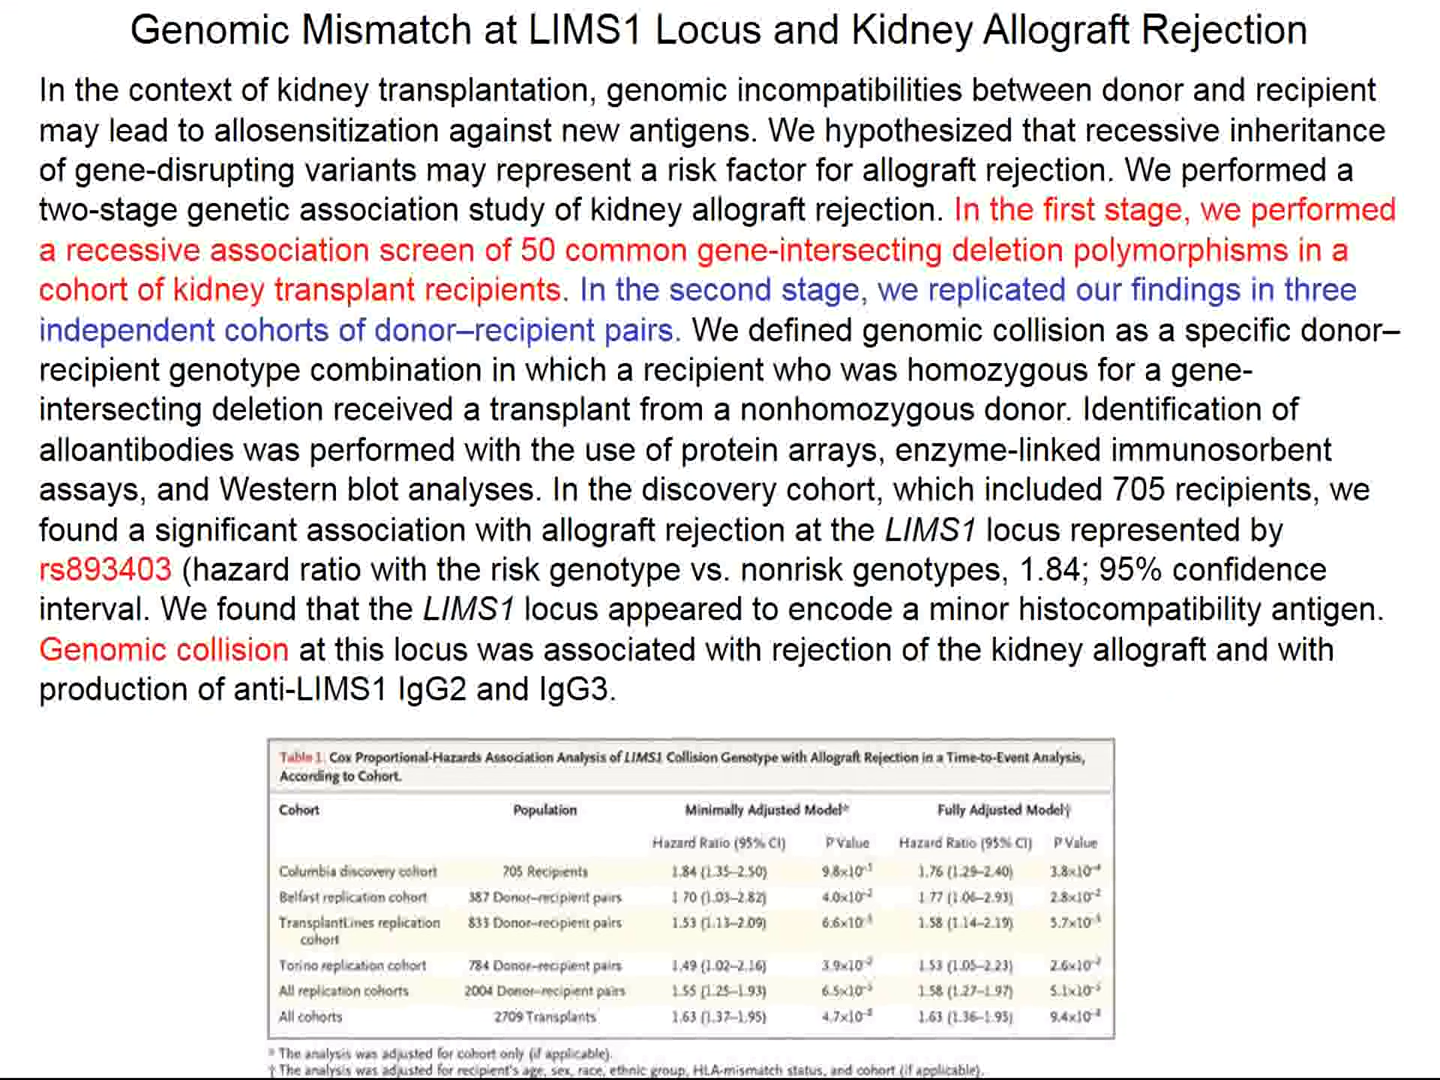 Genomic Mismatch at LIMS1 Locus and Kidney Allograft Rejection
In the context of kidney transplantation, genomic incompatibilities between donor and recipient
may lead to allosensitization against new antigens. We hypothesized that recessive inheritance
of gene-disrupting variants may represent a risk factor for allograft rejection. We performed a
two-stage genetic association study of kidney allograft rejection. In the first stage, we performed
a recessive association screen of 50 common gene-intersecting deletion polymorphisms in a
cohort of kidney transplant recipients. In the second stage, we replicated our findings in three
independent cohorts of donor–recipient pairs. We defined genomic collision as a specific donor–
recipient genotype combination in which a recipient who was homozygous for a gene-
intersecting deletion received a transplant from a nonhomozygous donor. Identification of
alloantibodies was performed with the use of protein arrays, enzyme-linked immunosorbent
assays, and Western blot analyses. In the discovery cohort, which included 705 recipients, we
found a significant association with allograft rejection at the LIMS1 locus represented by
rs893403 (hazard ratio with the risk genotype vs. nonrisk genotypes, 1.84; 95% confidence
interval. We found that the LIMS1 locus appeared to encode a minor histocompatibility antigen.
Genomic collision at this locus was associated with rejection of the kidney allograft and with
production of anti-LIMS1 IgG2 and IgG3.
Table 1. Cox Proportional-Hazards Association Analysis of LIMS1 Collision Genotype with Allograft Rejection in a Time-to-Event Analysis,
According to Cohort.
Cohort Population Minimally Adjusted Model* Fully Adjusted Model†
Hazard Ratio (95% CI) P Value Hazard Ratio (95% CI) P Value
Columbia discovery cohort 705 Recipients 1.84 (1.35–2.50) 1.76 (1.29–2.40) 3.8×10⁻⁴
Belfast replication cohort 387 Donor–recipient pairs 1.70 (1.03–2.82) 4.0×10⁻² 1.77 (1.06–2.93) 2.8×10⁻²
TransplantLines replication 833 Donor–recipient pairs 1.53 (1.13–2.09) 1.58 (1.14–2.19)
cohort
Torino replication cohort 784 Donor–recipient pairs 1.49 (1.02–2.16) 3.9×10⁻² 1.53 (1.05–2.23) 2.6×10⁻²
All replication cohorts 2004 Donor–recipient pairs 1.55 (1.25–1.93) 1.58 (1.27–1.97)
All cohorts 2709 Transplants 1.63 (1.37–1.95) 1.63 (1.36–1.95)
* The analysis was adjusted for cohort only (if applicable).
† The analysis was adjusted for recipient's age, sex, race, ethnic group, HLA-mismatch status, and cohort (if applicable).